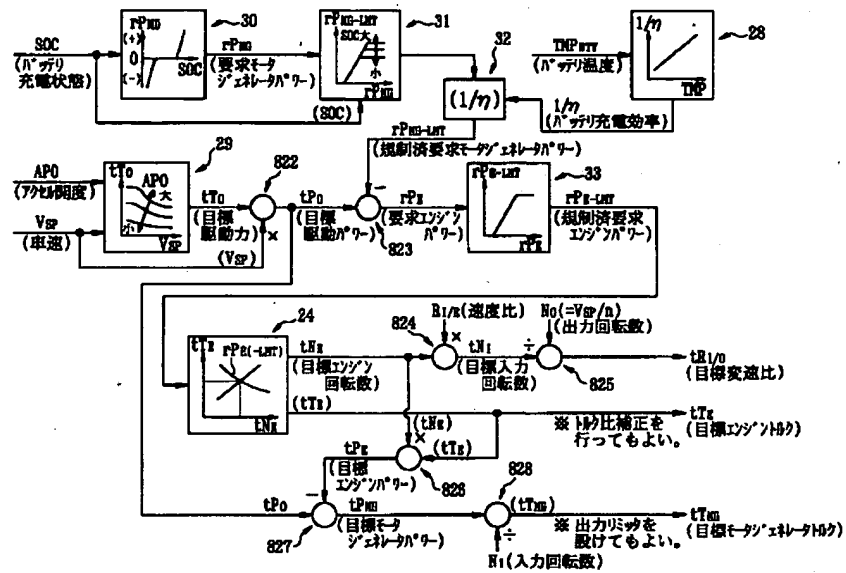 30
31
32
28
rPMG
(+)
0
(-)
SOC
rPMG-LMT
SOC大
小
rPMG
1/η
TMP
SOC
(バッテリ
充電状態)
rPMG
(要求モータ
ジェネレータパワー)
(SOC)
(1/η)
TMPBTY
(バッテリ温度)
1/η
(バッテリ充電効率)
rPMG-LMT
(規制済要求モータジェネレータパワー)
29
822
33
APO
(アクセル開度)
VSP
(車速)
tTO
APO
大
小
VSP
tTO
(目標
駆動力)
×
(VSP)
tPO
(目標
駆動パワー)
−
823
rPE
(要求エンジン
パワー)
rPE-LMT
rPE
rPE-LMT
(規制済要求
エンジンパワー)
24
tTE
rPE(-LMT)
tNE
tNE
(目標エンジン
回転数)
(tTE)
RI/E(速度比)
824
×
tNI
(目標入力
回転数)
NO(=VSP/n)
(出力回転数)
÷
825
tRI/O
(目標変速比)
(tNE)
×
(tTE)
826
tPE
(目標
エンジンパワー)
※ トルク比補正を
行ってもよい。
tTE
(目標エンジントルク)
tPO
−
827
tPMG
(目標モータ
ジェネレータパワー)
828
÷
NI(入力回転数)
(tTMG)
※ 出力リミッタを
設けてもよい。
tTMG
(目標モータジェネレータトルク)